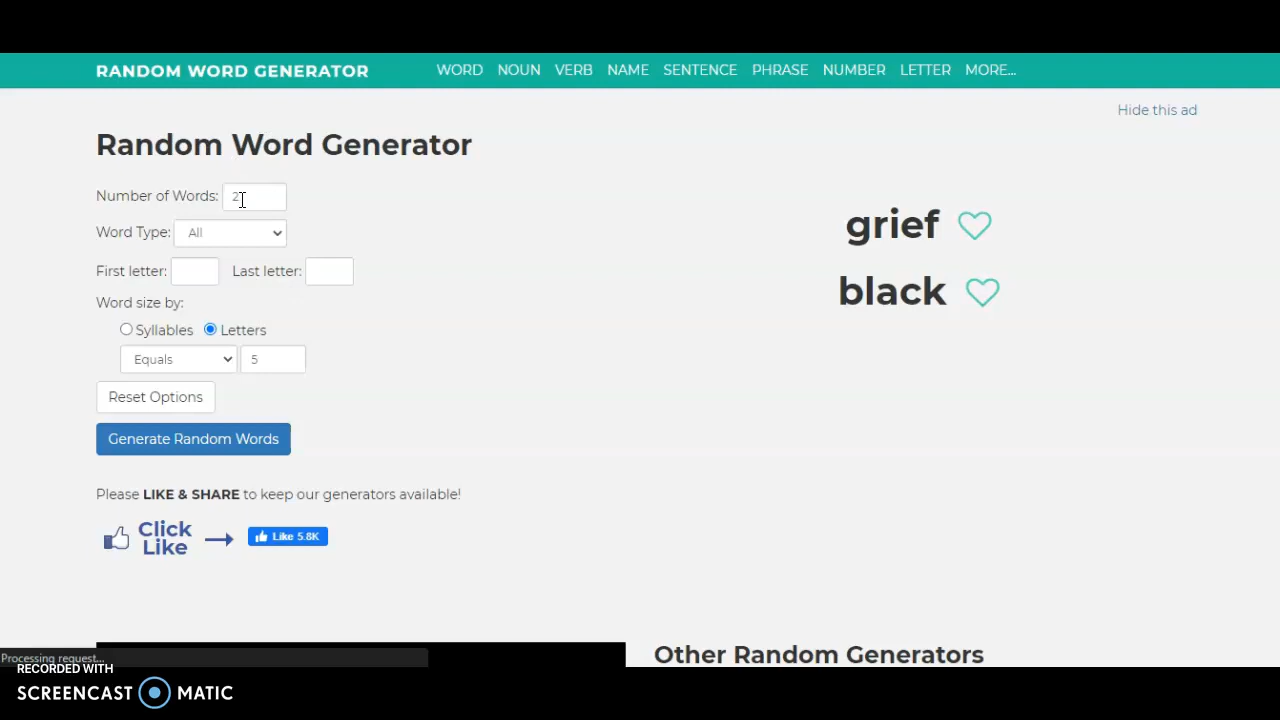 RANDOM WORD GENERATOR WORD NOUN VERB NAME SENTENCE PHRASE NUMBER LETTER MORE...
Hide this ad
Random Word Generator
Number of Words: 2
Word Type: All
First letter: Last letter:
Word size by:
Syllables Letters
Equals 5
Reset Options
Generate Random Words
grief
black
Please LIKE & SHARE to keep our generators available!
Click
Like
Like 5.8K
Other Random Generators
Processing request...
RECORDED WITH
SCREENCAST MATIC